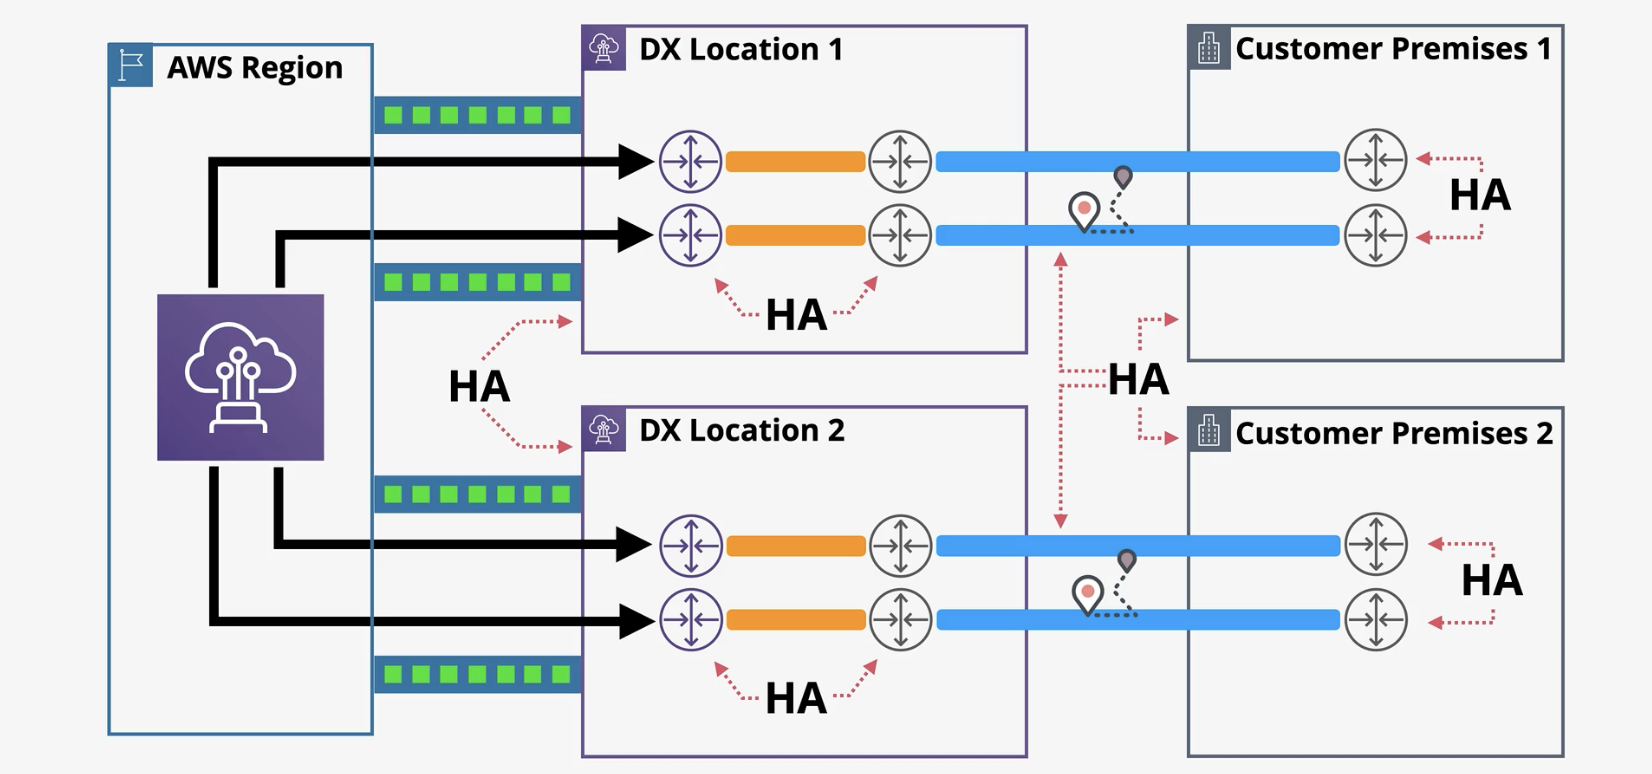 AWS Region
DX Location 1
Customer Premises 1
HA
HA
HA
HA
DX Location 2
Customer Premises 2
HA
HA